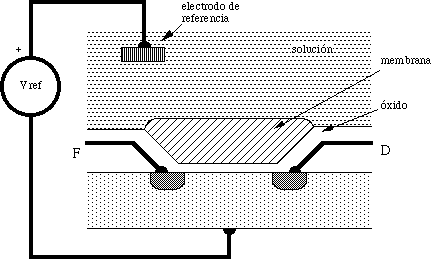 electrodo de
referencia
solución
membrana
óxido
+
Vref
F
D